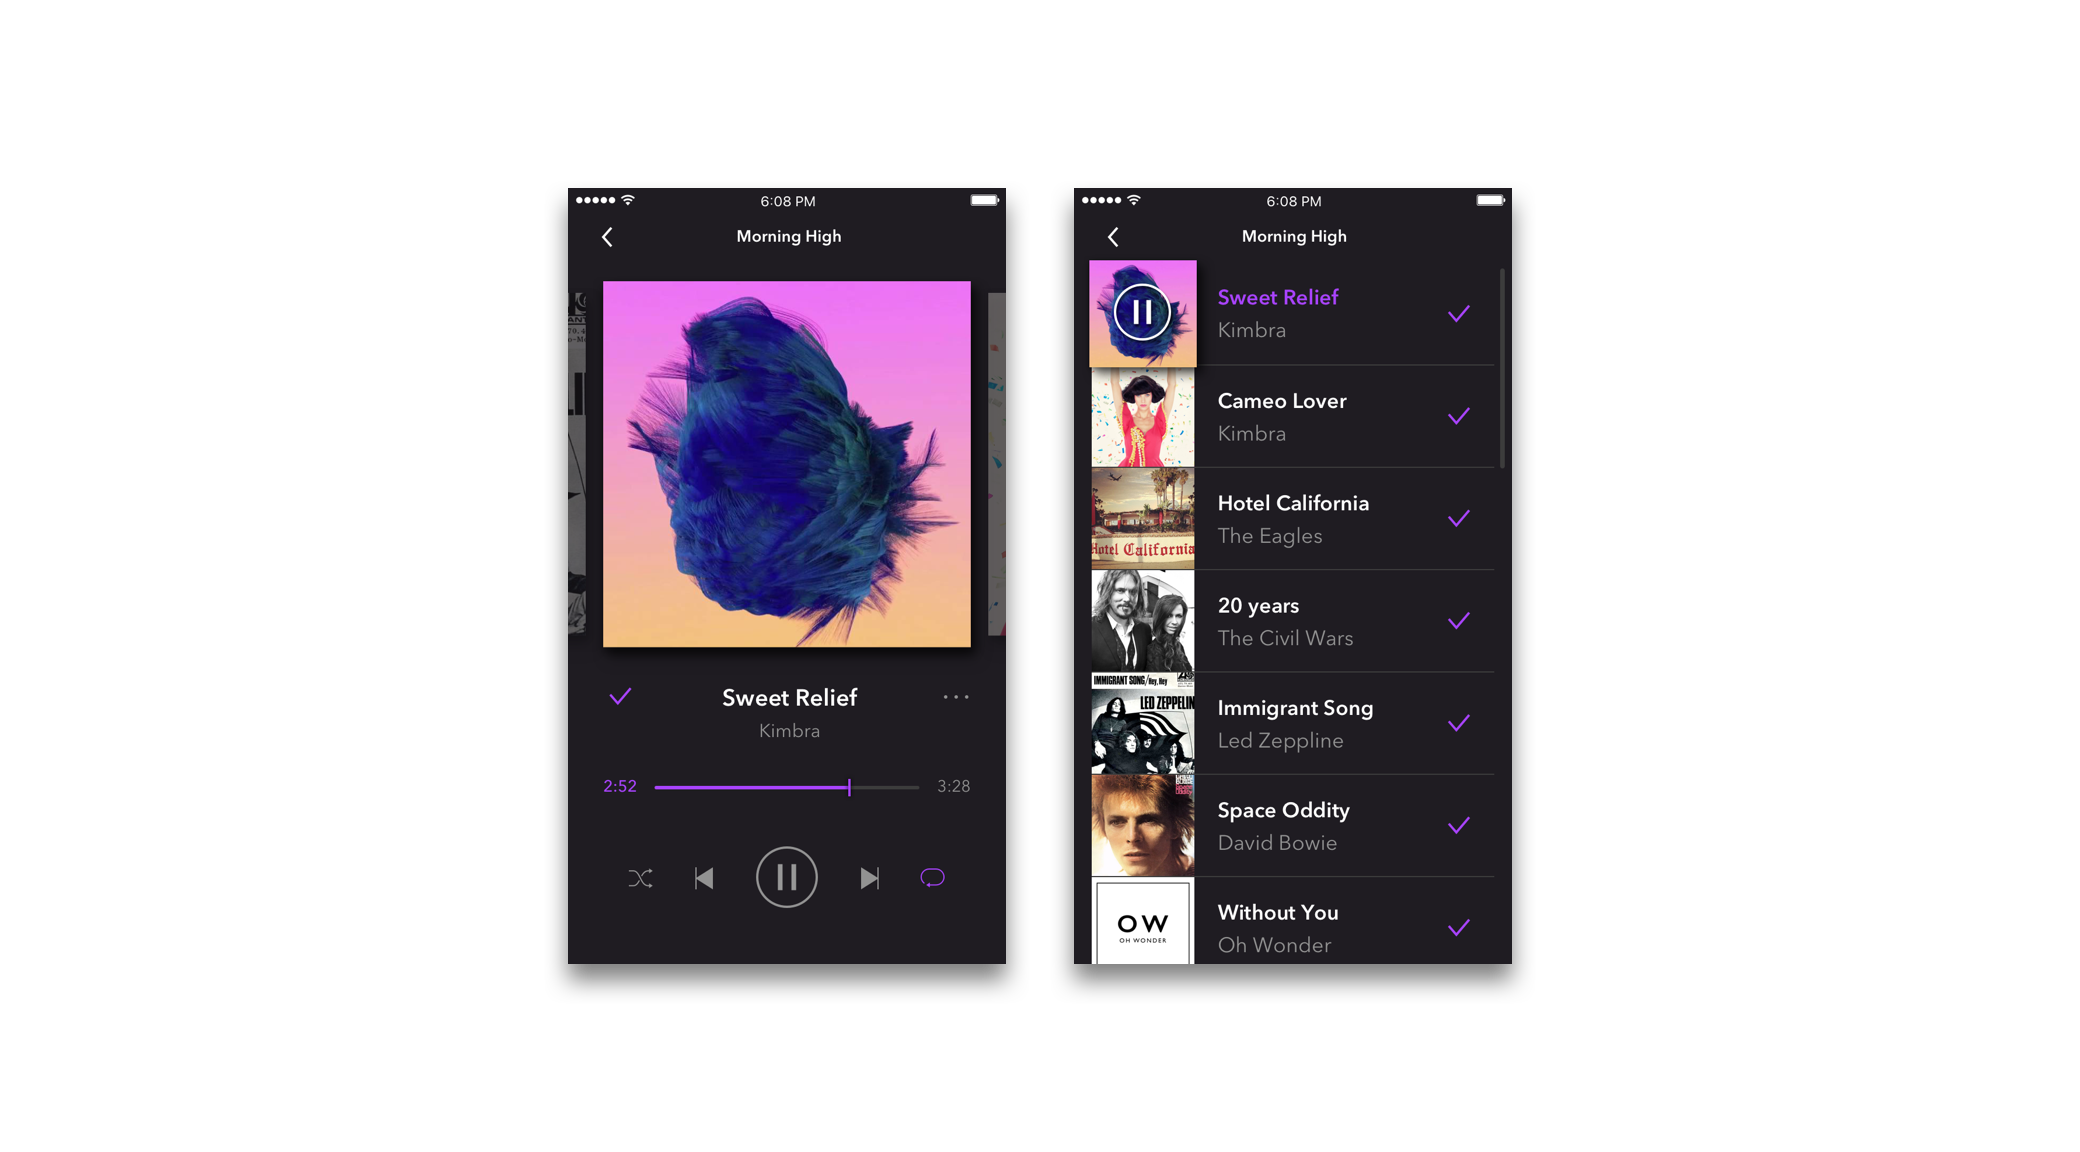 6:08 PM
Morning High
Sweet Relief
Kimbra
2:52
3:28
6:08 PM
Morning High
Sweet Relief
Kimbra
Cameo Lover
Kimbra
Hotel California
Hotel California
The Eagles
20 years
The Civil Wars
IMMIGRANT SONG/Hey, Hey
LED ZEPPELIN
Immigrant Song
Led Zeppline
Space Oddity
David Bowie
OW
OH WONDER
Without You
Oh Wonder